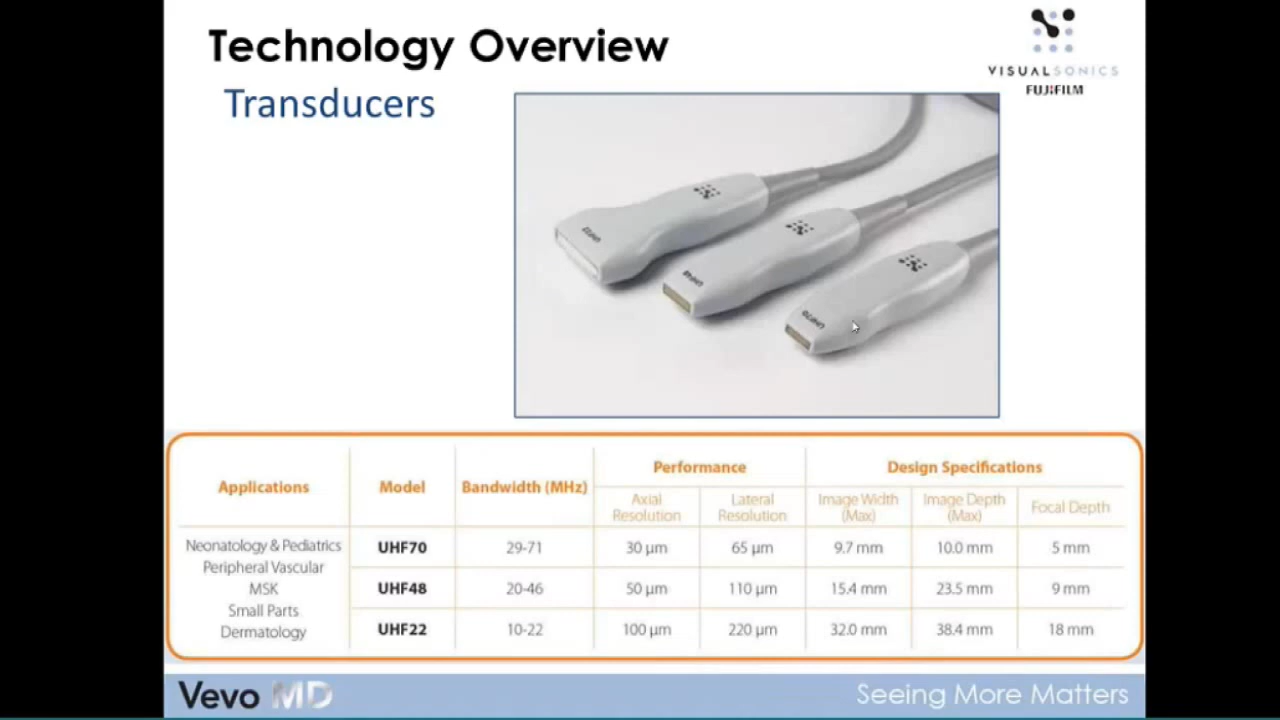 Technology Overview
VISUALSONICS
FUJIFILM
Transducers
UHF22
UHF48
UHF70
Applications Model Bandwidth (MHz) Performance Design Specifications
Axial Resolution Lateral Resolution Image Width (Max) Image Depth (Max) Focal Depth
Neonatology & Pediatrics
Peripheral Vascular
MSK
Small Parts
Dermatology
UHF70 29-71 30 µm 65 µm 9.7 mm 10.0 mm 5 mm
UHF48 20-46 50 µm 110 µm 15.4 mm 23.5 mm 9 mm
UHF22 10-22 100 µm 220 µm 32.0 mm 38.4 mm 18 mm
Vevo MD
Seeing More Matters